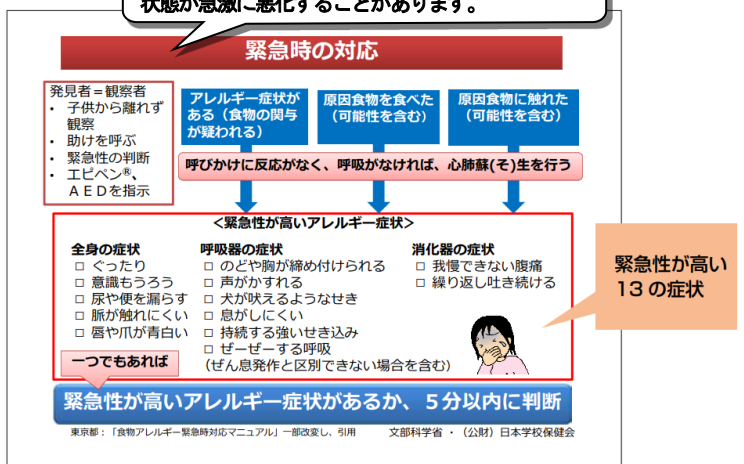 状態が急激に悪化することがあります。
緊急時の対応
発見者＝観察者
・ 子供から離れず
観察
・ 助けを呼ぶ
・ 緊急性の判断
・ エピペン®、
ＡＥＤを指示
アレルギー症状が
ある（食物の関与
が疑われる）
原因食物を食べた
（可能性を含む）
原因食物に触れた
（可能性を含む）
呼びかけに反応がなく、呼吸がなければ、心肺蘇(そ)生を行う
＜緊急性が高いアレルギー症状＞
全身の症状
□ ぐったり
□ 意識もうろう
□ 尿や便を漏らす
□ 脈が触れにくい
□ 唇や爪が青白い
呼吸器の症状
□ のどや胸が締め付けられる
□ 声がかすれる
□ 犬が吠えるようなせき
□ 息がしにくい
□ 持続する強いせき込み
□ ぜーぜーする呼吸
（ぜん息発作と区別できない場合を含む）
消化器の症状
□ 我慢できない腹痛
□ 繰り返し吐き続ける
緊急性が高い
13 の症状
一つでもあれば
緊急性が高いアレルギー症状があるか、５分以内に判断
東京都：「食物アレルギー緊急時対応マニュアル」一部改変し、引用
文部科学省 ・（公財）日本学校保健会